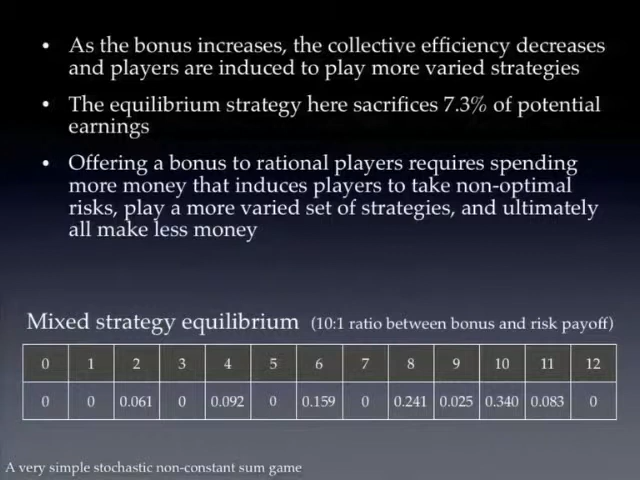 • As the bonus increases, the collective efficiency decreases
and players are induced to play more varied strategies
• The equilibrium strategy here sacrifices 7.3% of potential
earnings
• Offering a bonus to rational players requires spending
more money that induces players to take non-optimal
risks, play a more varied set of strategies, and ultimately
all make less money
Mixed strategy equilibrium (10:1 ratio between bonus and risk payoff)
0 1 2 3 4 5 6 7 8 9 10 11 12
0 0 0.061 0 0.092 0 0.159 0 0.241 0.025 0.340 0.083 0
A very simple stochastic non-constant sum game